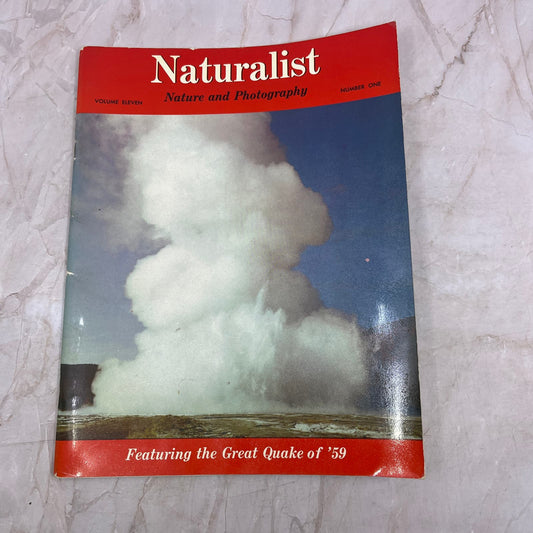 Naturalist
Nature and Photography
VOLUME ELEVEN
NUMBER ONE
Featuring the Great Quake of '59